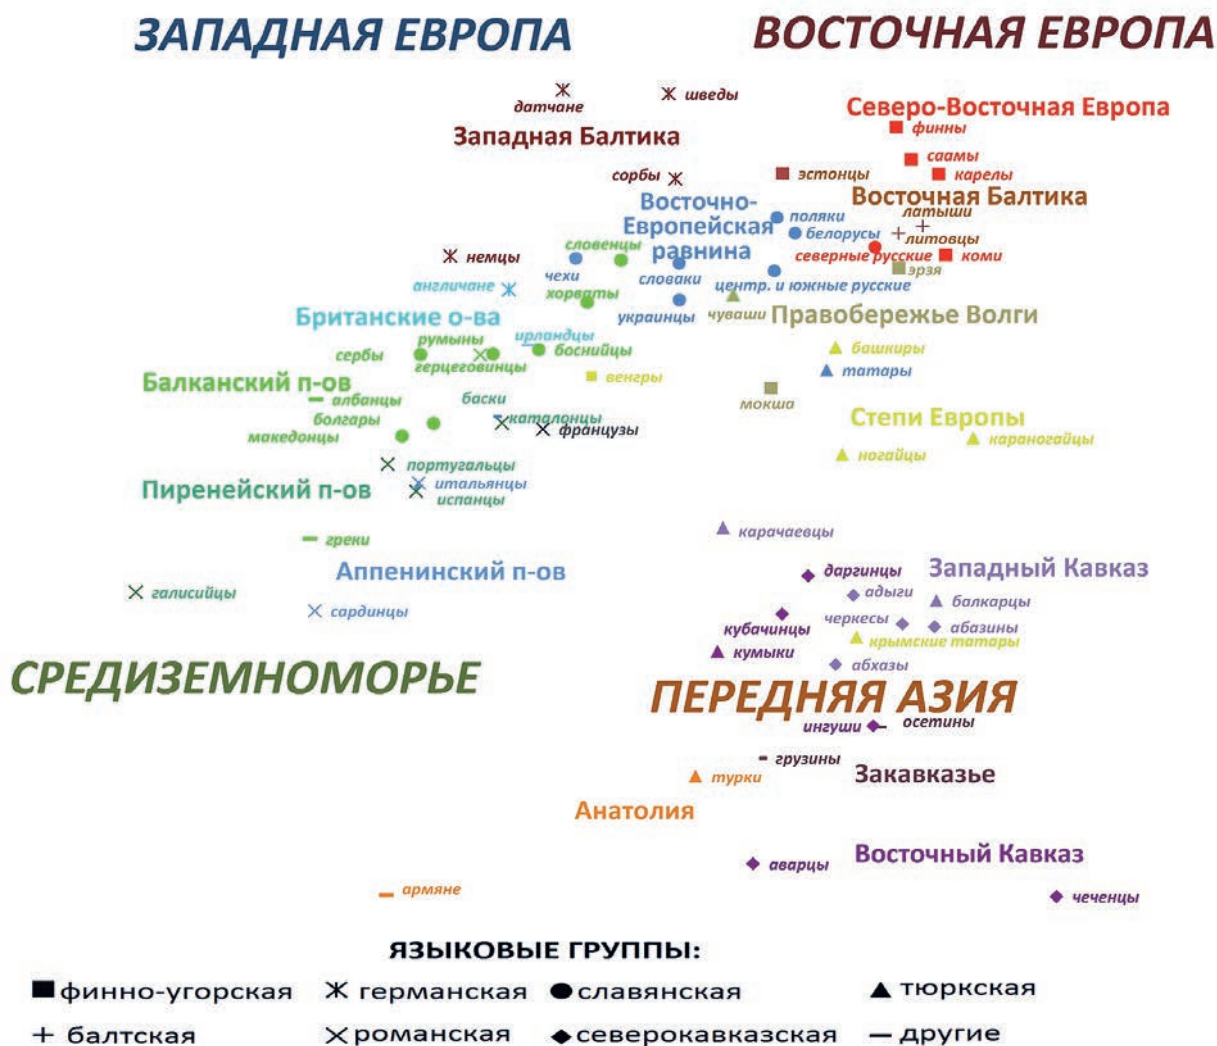 ЗАПАДНАЯ ЕВРОПА
ВОСТОЧНАЯ ЕВРОПА
датчане
шведы
Северо-Восточная Европа
финны
Западная Балтика
саамы
карелы
сорбы
эстонцы
Восточная Балтика
Восточно-
Европейская
равнина
латыши
поляки
белорусы
литовцы
словенцы
северные русские
коми
немцы
чехи
словаки
эрзя
центр. и южные русские
англичане
хорваты
Британские о-ва
украинцы
чуваши
Правобережье Волги
румыны
ирландцы
сербы
герцеговинцы
боснийцы
башкиры
татары
Балканский п-ов
венгры
албанцы
баски
мокша
болгары
каталонцы
Степи Европы
македонцы
французы
караногайцы
ногайцы
португальцы
Пиренейский п-ов
итальянцы
испанцы
карачаевцы
греки
Аппенинский п-ов
даргинцы
Западный Кавказ
галисийцы
адыги
балкарцы
сардинцы
черкесы
абазины
кубачинцы
крымские татары
кумыки
абхазы
СРЕДИЗЕМНОМОРЬЕ
ПЕРЕДНЯЯ АЗИЯ
ингуши
осетины
грузины
турки
Закавказье
Анатолия
аварцы
Восточный Кавказ
армяне
чеченцы
ЯЗЫКОВЫЕ ГРУППЫ:
финно-угорская
германская
славянская
тюркская
балтская
романская
северокавказская
другие